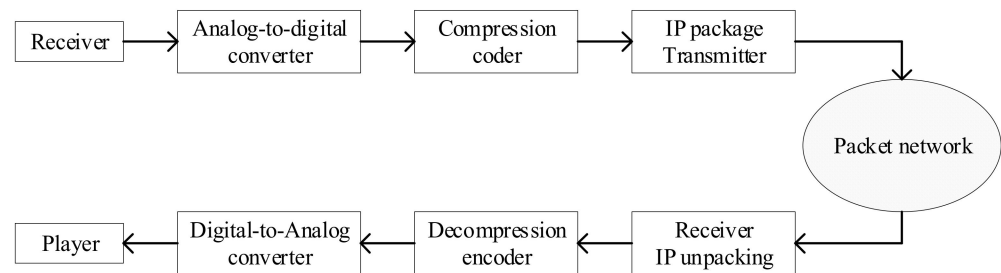 Receiver
Analog-to-digital
converter
Compression
coder
IP package
Transmitter
Packet network
Player
Digital-to-Analog
converter
Decompression
encoder
Receiver
IP unpacking